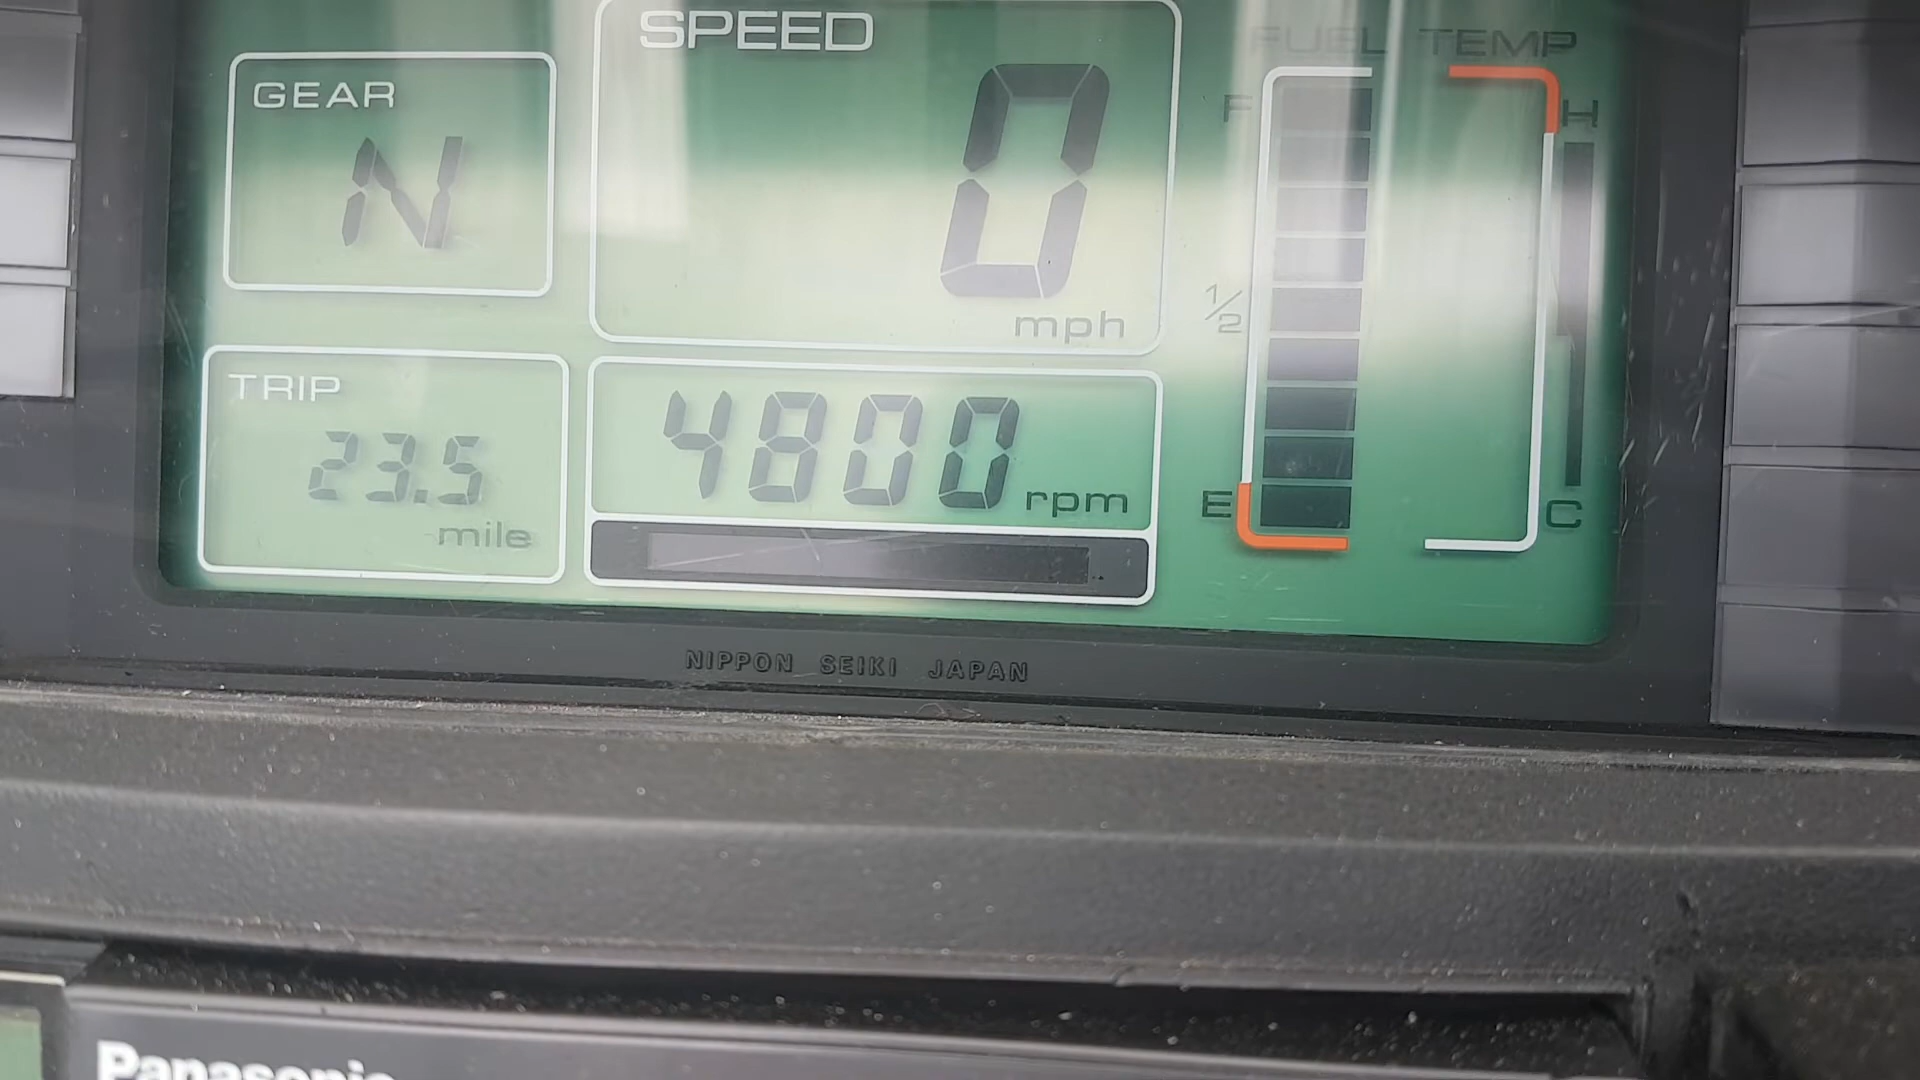 SPEED
FUEL TEMP
GEAR
N
0
mph
F
H
1/2
TRIP
23.5
mile
4800 rpm
E
C
NIPPON SEIKI JAPAN
Panasonic